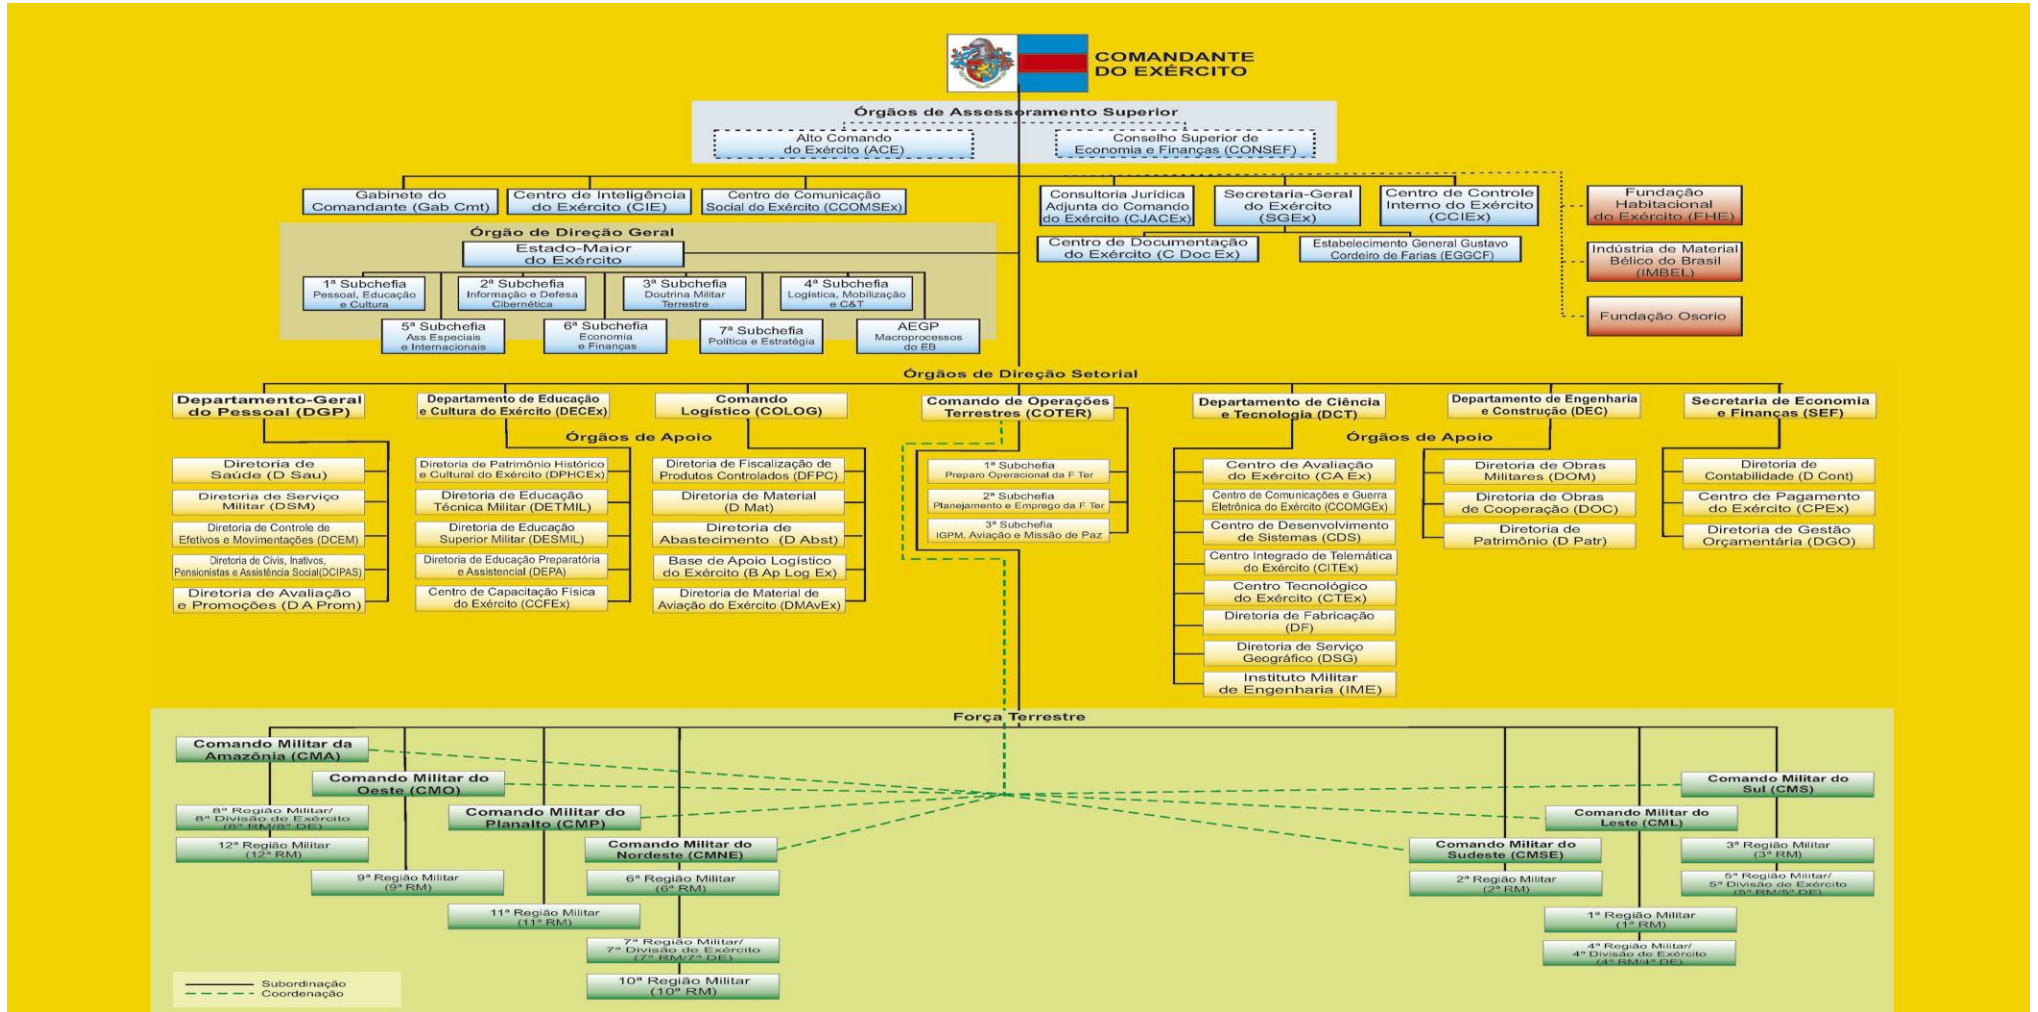 COMANDANTE
DO EXÉRCITO
Órgãos de Assessoramento Superior
Alto Comando
do Exército (ACE)
Conselho Superior de
Economia e Finanças (CONSEF)
Gabinete do
Comandante (Gab Cmt)
Centro de Inteligência
do Exército (CIE)
Centro de Comunicação
Social do Exército (CCOMSEx)
Consultoria Jurídica
Adjunta do Comando
do Exército (CJACEx)
Secretaria-Geral
do Exército
(SGEx)
Centro de Controle
Interno do Exército
(CCIEx)
Fundação
Habitacional
do Exército (FHE)
Centro de Documentação
do Exército (C Doc Ex)
Estabelecimento General Gustavo
Cordeiro de Farias (EGGCF)
Indústria de Material
Bélico do Brasil
(IMBEL)
Fundação Osorio
Órgão de Direção Geral
Estado-Maior
do Exército
1ª Subchefia
Pessoal, Educação
e Cultura
2ª Subchefia
Informação e Defesa
Cibernética
3ª Subchefia
Doutrina Militar
Terrestre
4ª Subchefia
Logística, Mobilização
e C&T
5ª Subchefia
Ass Especiais
e Internacionais
6ª Subchefia
Economia
e Finanças
7ª Subchefia
Política e Estratégia
AEGP
Macroprocessos
do EB
Órgãos de Direção Setorial
Departamento-Geral
do Pessoal (DGP)
Departamento de Educação
e Cultura do Exército (DECEx)
Comando
Logístico (COLOG)
Comando de Operações
Terrestres (COTER)
Departamento de Ciência
e Tecnologia (DCT)
Departamento de Engenharia
e Construção (DEC)
Secretaria de Economia
e Finanças (SEF)
Órgãos de Apoio
Órgãos de Apoio
Diretoria de
Saúde (D Sau)
Diretoria de Serviço
Militar (DSM)
Diretoria de Controle de
Efetivos e Movimentações (DCEM)
Diretoria de Civis, Inativos,
Pensionistas e Assistência Social(DCIPAS)
Diretoria de Avaliação
e Promoções (D A Prom)
Diretoria de Patrimônio Histórico
e Cultural do Exército (DPHCEx)
Diretoria de Educação
Técnica Militar (DETMIL)
Diretoria de Educação
Superior Militar (DESMIL)
Diretoria de Educação Preparatória
e Assistencial (DEPA)
Centro de Capacitação Física
do Exército (CCFEx)
Diretoria de Fiscalização de
Produtos Controlados (DFPC)
Diretoria de Material
(D Mat)
Diretoria de
Abastecimento (D Abst)
Base de Apoio Logístico
do Exército (B Ap Log Ex)
Diretoria de Material de
Aviação do Exército (DMAvEx)
1ª Subchefia
Preparo Operacional da F Ter
2ª Subchefia
Planejamento e Emprego da F Ter
3ª Subchefia
IGPM. Aviação e Missão de Paz
Centro de Avaliação
do Exército (CA Ex)
Centro de Comunicações e Guerra
Eletrônica do Exército (CCOMGEx)
Centro de Desenvolvimento
de Sistemas (CDS)
Centro Integrado de Telemática
do Exército (CITEx)
Centro Tecnológico
do Exército (CTEx)
Diretoria de Fabricação
(DF)
Diretoria de Serviço
Geográfico (DSG)
Instituto Militar
de Engenharia (IME)
Diretoria de Obras
Militares (DOM)
Diretoria de Obras
de Cooperação (DOC)
Diretoria de
Patrimônio (D Patr)
Diretoria de
Contabilidade (D Cont)
Centro de Pagamento
do Exército (CPEx)
Diretoria de Gestão
Orçamentária (DGO)
Força Terrestre
Comando Militar da
Amazônia (CMA)
8ª Região Militar/
8ª Divisão de Exército
(8ª RM/8ª DE)
12ª Região Militar
(12ª RM)
Comando Militar do
Oeste (CMO)
9ª Região Militar
(9ª RM)
Comando Militar do
Planalto (CMP)
11ª Região Militar
(11ª RM)
Comando Militar do
Nordeste (CMNE)
6ª Região Militar
(6ª RM)
7ª Região Militar/
7ª Divisão de Exército
(7ª RM/7ª DE)
10ª Região Militar
(10ª RM)
Comando Militar do
Sudeste (CMSE)
2ª Região Militar
(2ª RM)
Comando Militar do
Leste (CML)
1ª Região Militar
(1ª RM)
4ª Região Militar/
4ª Divisão de Exército
(4ª RM/4ª DE)
Comando Militar do
Sul (CMS)
3ª Região Militar
(3ª RM)
5ª Região Militar/
5ª Divisão de Exército
(5ª RM/5ª DE)
Subordinação
Coordenação